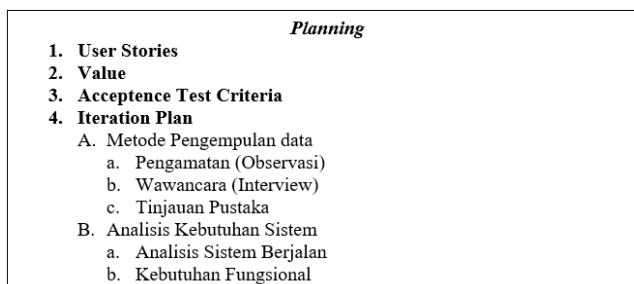 Planning
1. User Stories
2. Value
3. Acceptence Test Criteria
4. Iteration Plan
A. Metode Pengempulan data
a. Pengamatan (Observasi)
b. Wawancara (Interview)
c. Tinjauan Pustaka
B. Analisis Kebutuhan Sistem
a. Analisis Sistem Berjalan
b. Kebutuhan Fungsional